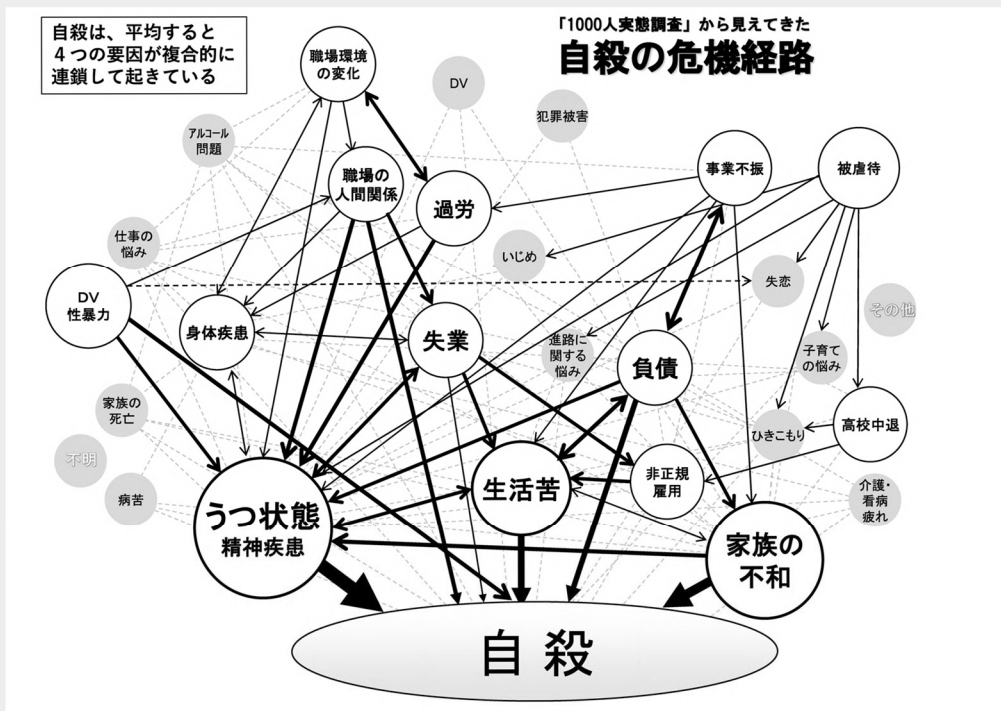 自殺は、平均すると
４つの要因が複合的に
連鎖して起きている
「1000人実態調査」から見えてきた
自殺の危機経路
職場環境
の変化
DV
犯罪被害
アルコール
問題
事業不振
被虐待
職場の
人間関係
過労
仕事の
悩み
いじめ
失恋
DV
性暴力
その他
身体疾患
失業
進路に
関する
悩み
負債
子育て
の悩み
家族の
死亡
ひきこもり
高校中退
不明
病苦
うつ状態
精神疾患
生活苦
非正規
雇用
介護・
看病
疲れ
家族の
不和
自殺